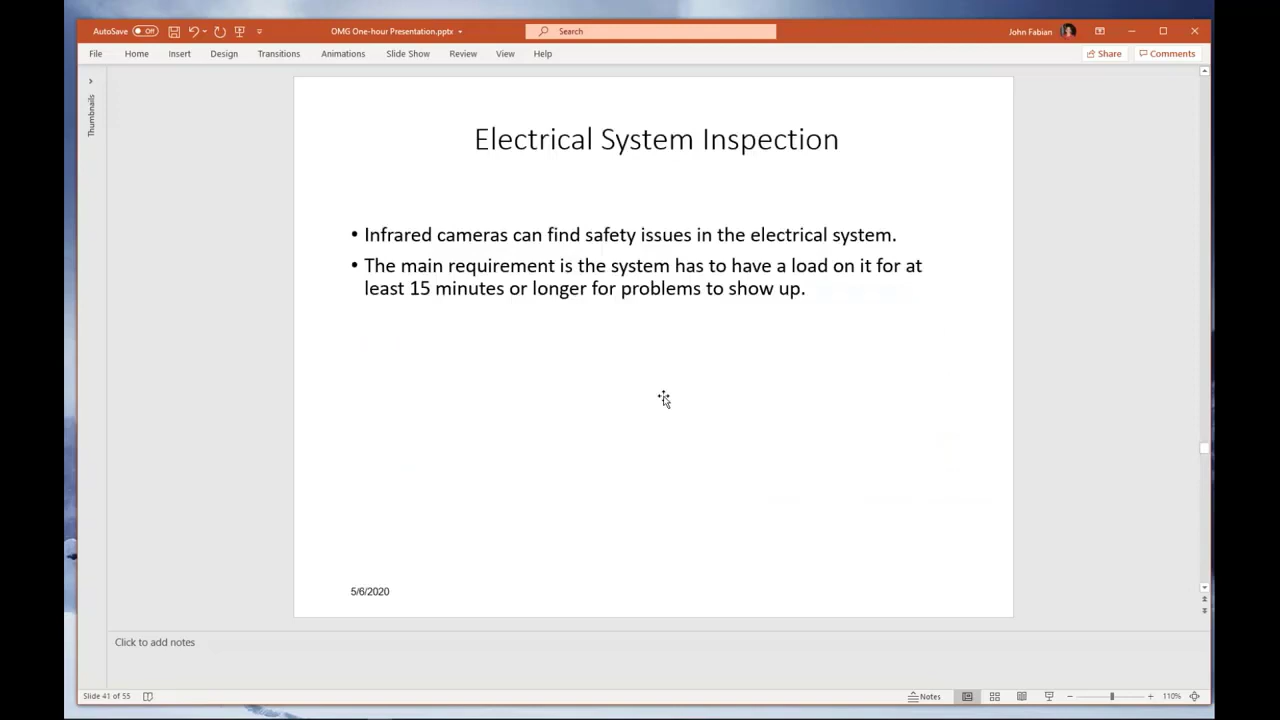 AutoSave Off OMG One-hour Presentation.pptx Search John Fabian
File Home Insert Design Transitions Animations Slide Show Review View Help Share Comments
Thumbnails
Electrical System Inspection
• Infrared cameras can find safety issues in the electrical system.
• The main requirement is the system has to have a load on it for at
least 15 minutes or longer for problems to show up.
5/6/2020
Click to add notes
Slide 41 of 55 Notes 110%